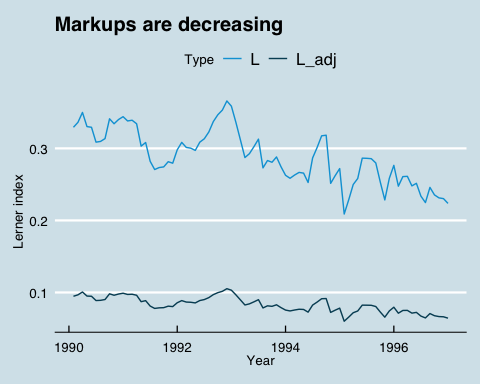 Markups are decreasing
Type L L_adj
Lerner index
0.3
0.2
0.1
1990 1992 1994 1996
Year